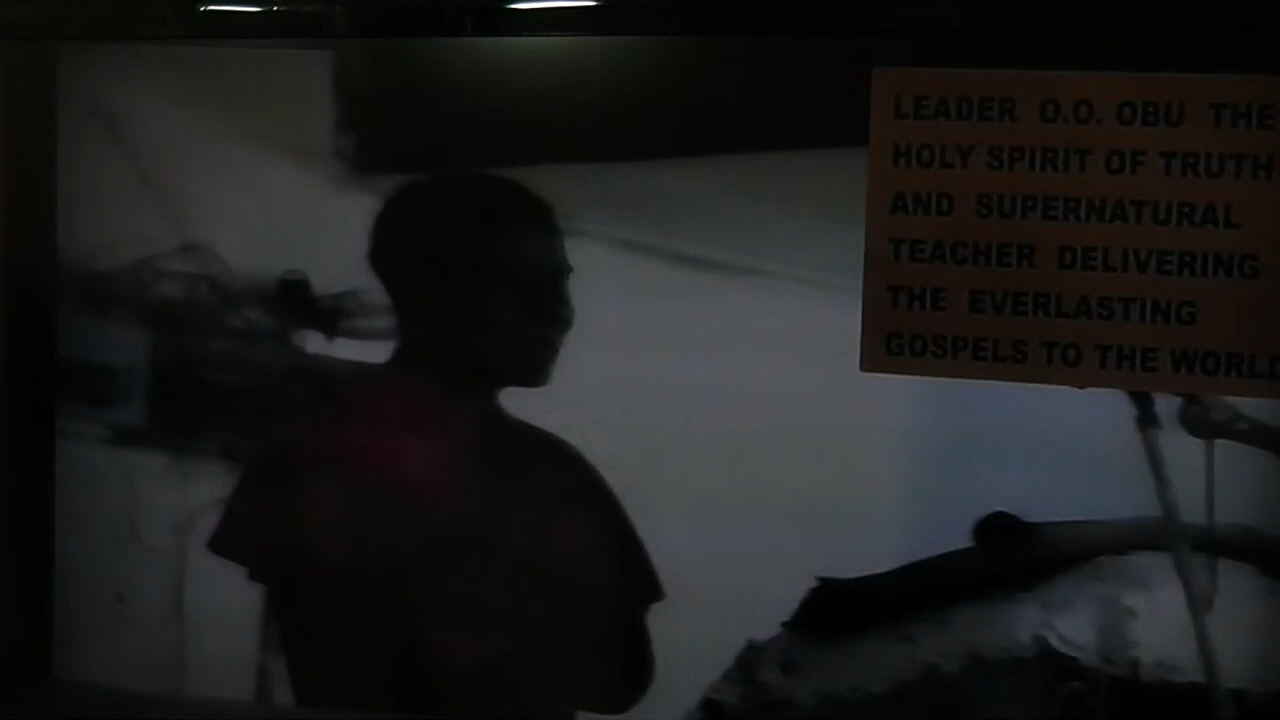 LEADER O.O. OBU THE
HOLY SPIRIT OF TRUTH
AND SUPERNATURAL
TEACHER DELIVERING
THE EVERLASTING
GOSPELS TO THE WORLD